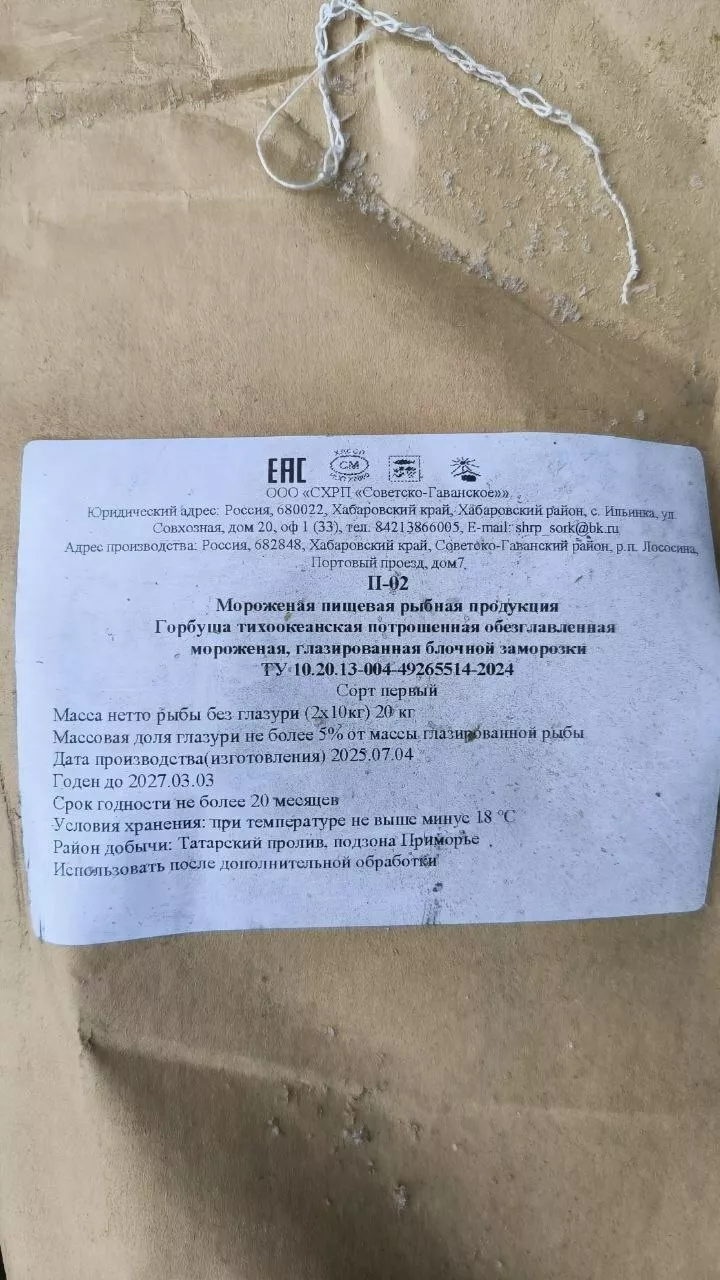 ЕАС
СМ
ООО «СХРП «Советско-Гаванское»»
Юридический адрес: Россия, 680022, Хабаровский край, Хабаровский район, с. Ильинка, ул.
Совхозная, дом 20, оф 1 (33), тел. 84213866005, E-mail: shrp_sork@bk.ru
Адрес производства: Россия, 682848, Хабаровский край, Советско-Гаванский район, р.п. Лососина,
Портовый проезд, дом7.
П-02
Мороженая пищевая рыбная продукция
Горбуша тихоокеанская потрошенная обезглавленная
мороженая, глазированная блочной заморозки
ТУ 10.20.13-004-49265514-2024
Сорт первый
Масса нетто рыбы без глазури (2х10кг) 20 кг
Массовая доля глазури не более 5% от массы глазированной рыбы
Дата производства(изготовления) 2025.07.04
Годен до 2027.03.03
Срок годности не более 20 месяцев
Условия хранения: при температуре не выше минус 18 °С
Район добычи: Татарский пролив, подзона Приморье
Использовать после дополнительной обработки